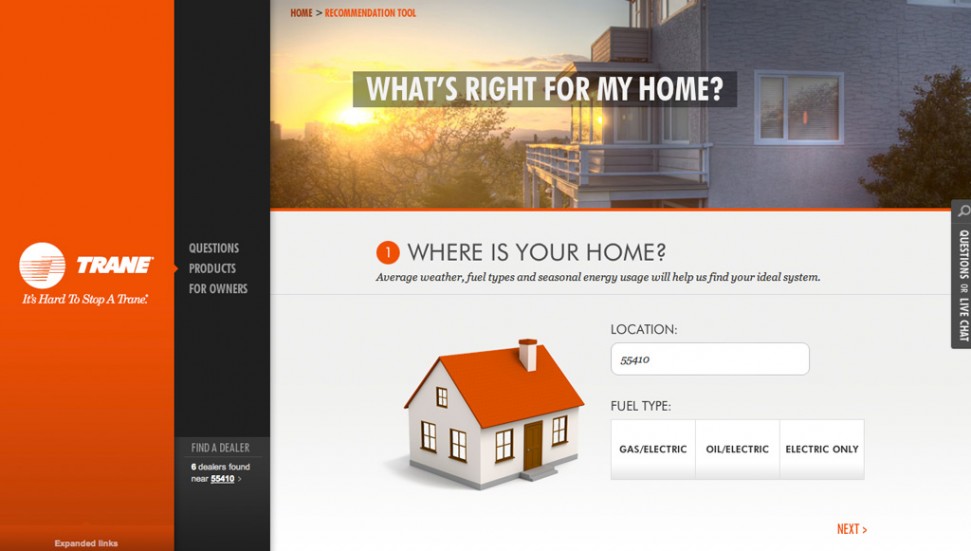 HOME > RECOMMENDATION TOOL
WHAT'S RIGHT FOR MY HOME?
TRANE
It's Hard To Stop A Trane.
QUESTIONS
PRODUCTS
FOR OWNERS
1 WHERE IS YOUR HOME?
Average weather, fuel types and seasonal energy usage will help us find your ideal system.
LOCATION:
55410
FUEL TYPE:
GAS/ELECTRIC OIL/ELECTRIC ELECTRIC ONLY
NEXT >
QUESTIONS OR LIVE CHAT
FIND A DEALER
6 dealers found
near 55410 >
Expanded links